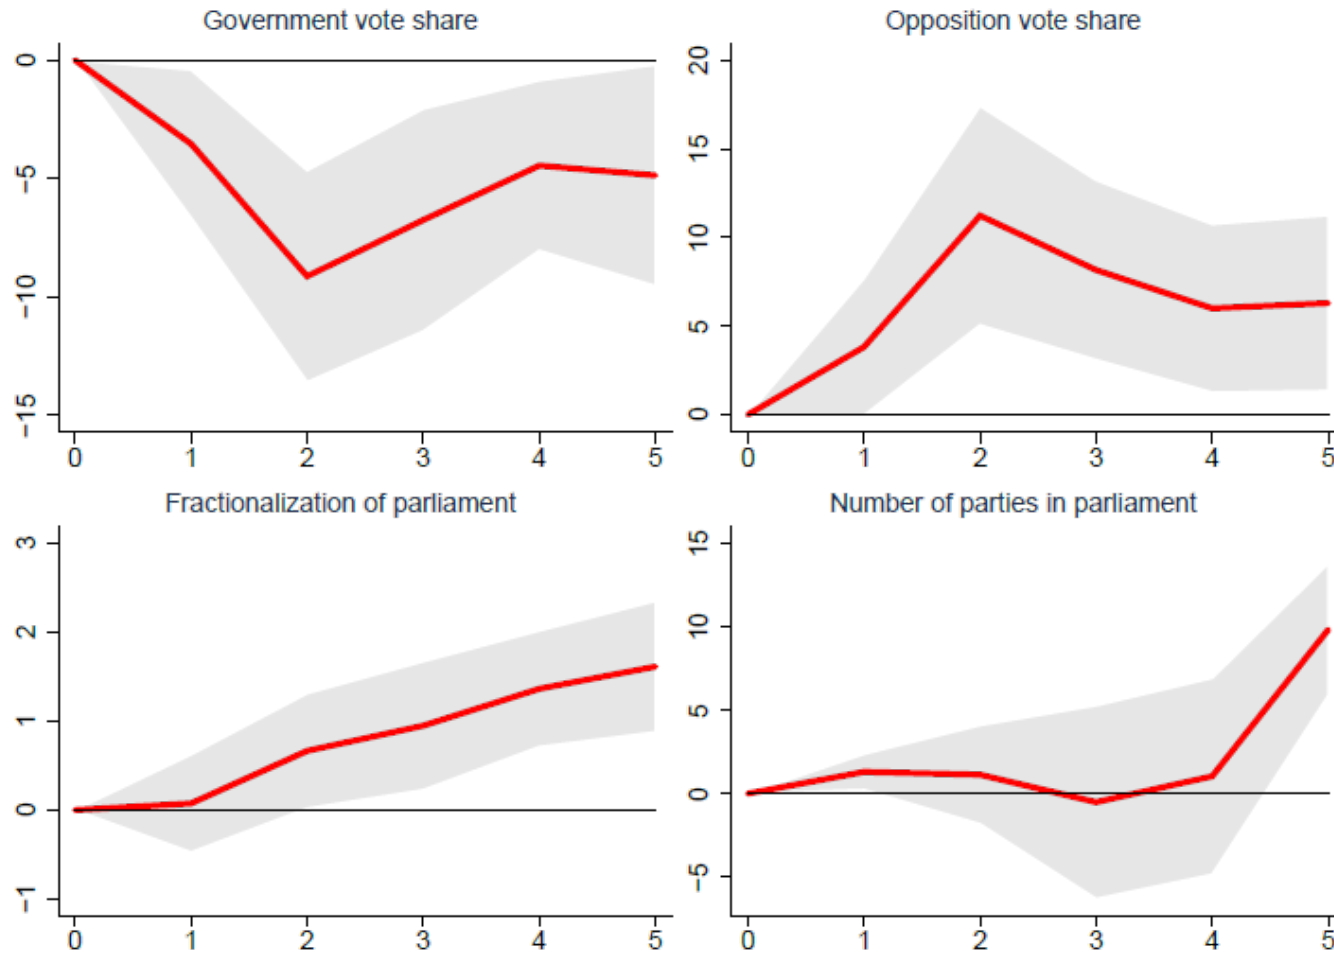 Government vote share
0
−5
−10
−15
0 1 2 3 4 5
Opposition vote share
20
15
10
5
0
0 1 2 3 4 5
Fractionalization of parliament
3
2
1
0
−1
0 1 2 3 4 5
Number of parties in parliament
15
10
5
0
−5
0 1 2 3 4 5